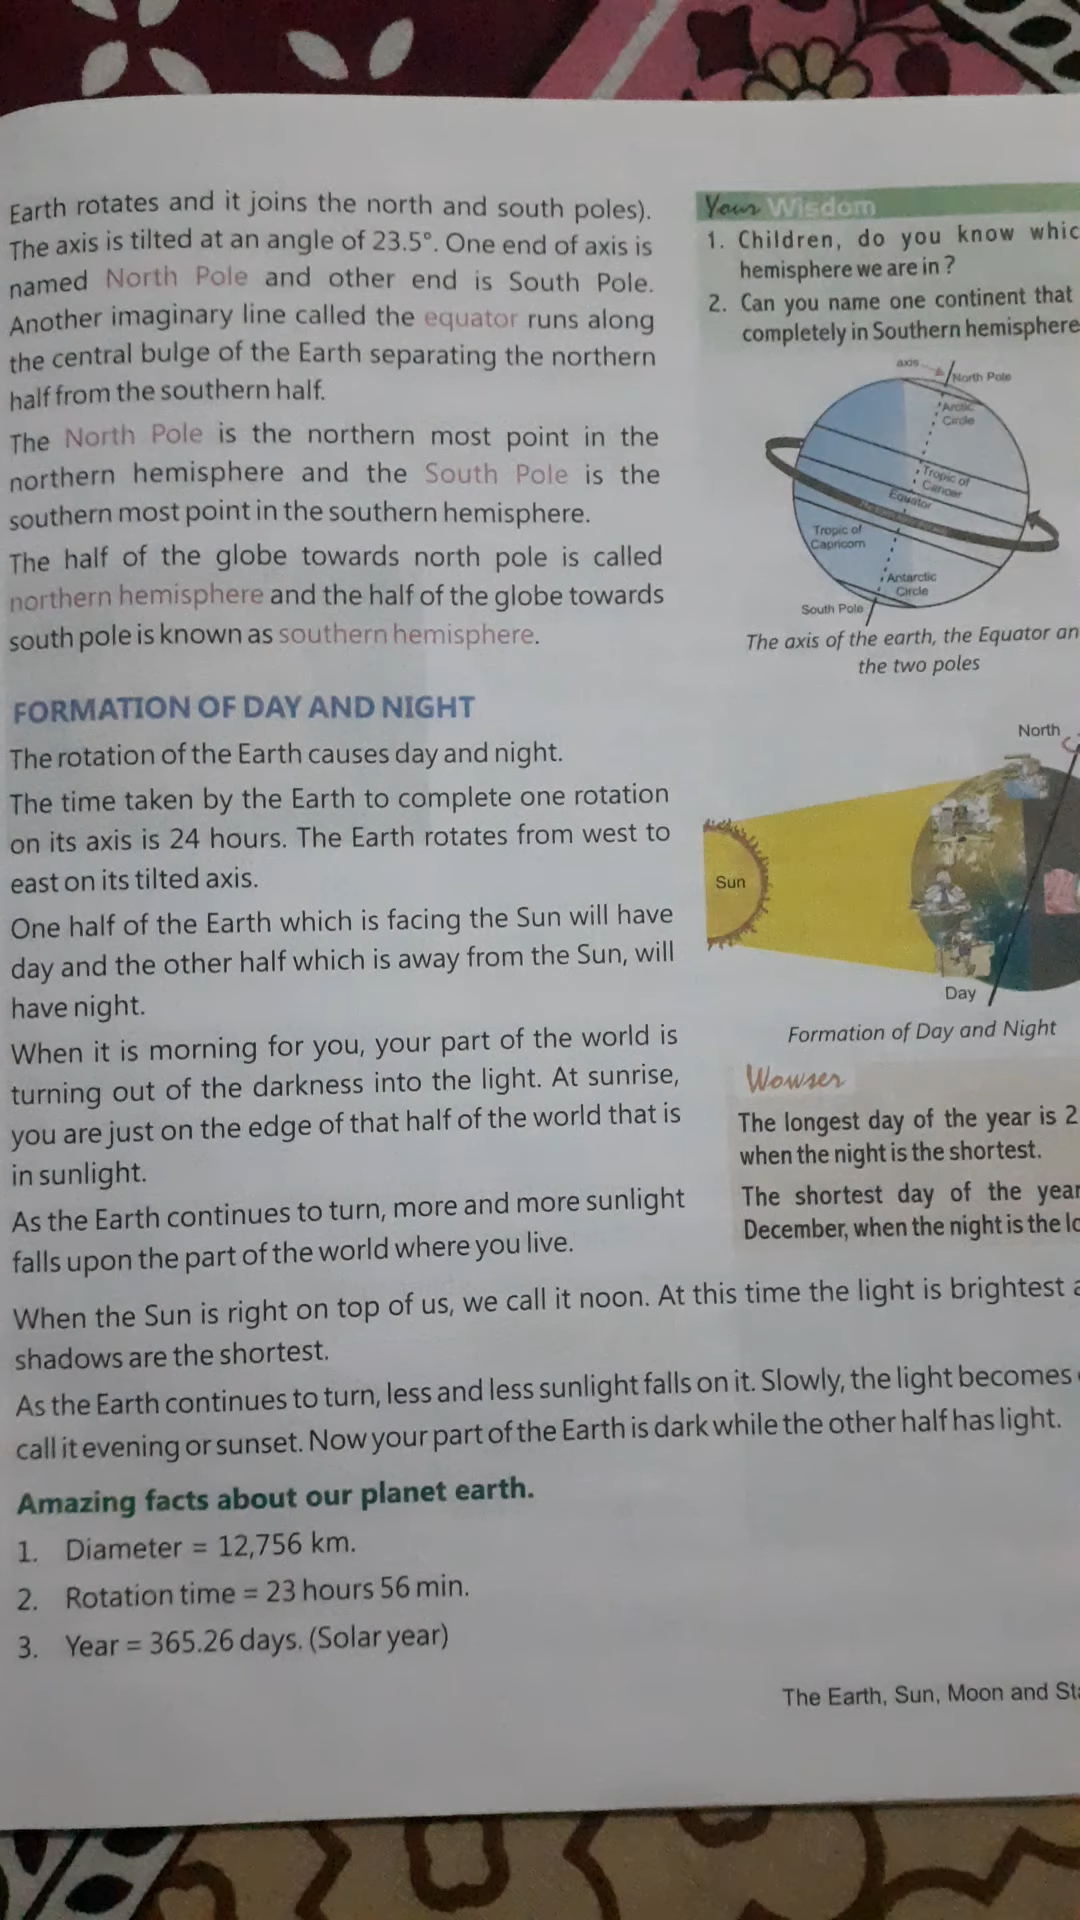 Earth rotates and it joins the north and south poles).
The axis is tilted at an angle of 23.5°. One end of axis is
named North Pole and other end is South Pole.
Another imaginary line called the equator runs along
the central bulge of the Earth separating the northern
half from the southern half.
The North Pole is the northern most point in the
northern hemisphere and the South Pole is the
southern most point in the southern hemisphere.
The half of the globe towards north pole is called
northern hemisphere and the half of the globe towards
south pole is known as southern hemisphere.
FORMATION OF DAY AND NIGHT
The rotation of the Earth causes day and night.
The time taken by the Earth to complete one rotation
on its axis is 24 hours. The Earth rotates from west to
east on its tilted axis.
One half of the Earth which is facing the Sun will have
day and the other half which is away from the Sun, will
have night.
When it is morning for you, your part of the world is
turning out of the darkness into the light. At sunrise,
you are just on the edge of that half of the world that is
in sunlight.
As the Earth continues to turn, more and more sunlight
falls upon the part of the world where you live.
Your Wisdom
1. Children, do you know whic
hemisphere we are in ?
2. Can you name one continent that
completely in Southern hemisphere
axis
North Pole
Arctic
Circle
Tropic of
Cancer
Equator
Tropic of
Capricorn
Antarctic
Circle
South Pole
The axis of the earth, the Equator an
the two poles
North
Sun
Day
Formation of Day and Night
Wowser
The longest day of the year is 2
when the night is the shortest.
The shortest day of the year
December, when the night is the lo
When the Sun is right on top of us, we call it noon. At this time the light is brightest a
shadows are the shortest.
As the Earth continues to turn, less and less sunlight falls on it. Slowly, the light becomes
call it evening or sunset. Now your part of the Earth is dark while the other half has light.
Amazing facts about our planet earth.
1. Diameter = 12,756 km.
2. Rotation time = 23 hours 56 min.
3. Year = 365.26 days. (Solar year)
The Earth, Sun, Moon and Sta